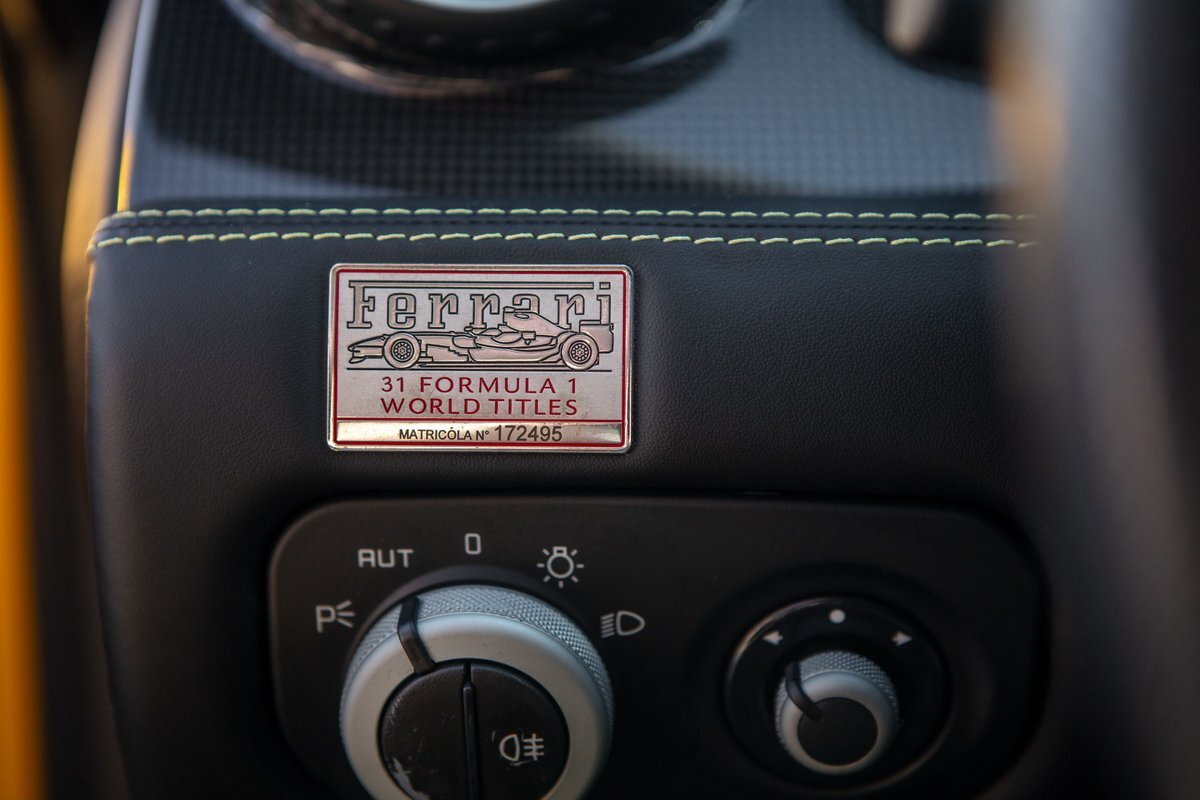 Ferrari
31 FORMULA 1
WORLD TITLES
MATRICOLA N° 172495
0
AUT
P